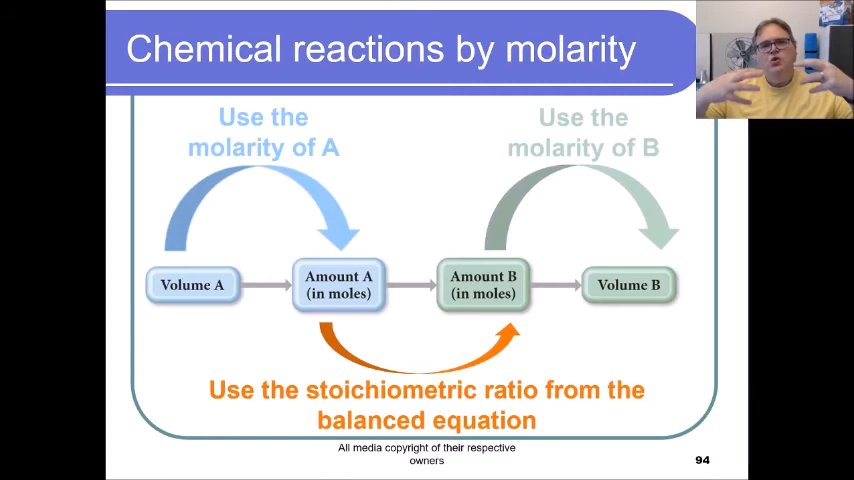 Chemical reactions by molarity
Use the
molarity of A
Use the
molarity of B
Volume A
Amount A
(in moles)
Amount B
(in moles)
Volume B
Use the stoichiometric ratio from the
balanced equation
All media copyright of their respective
owners
94